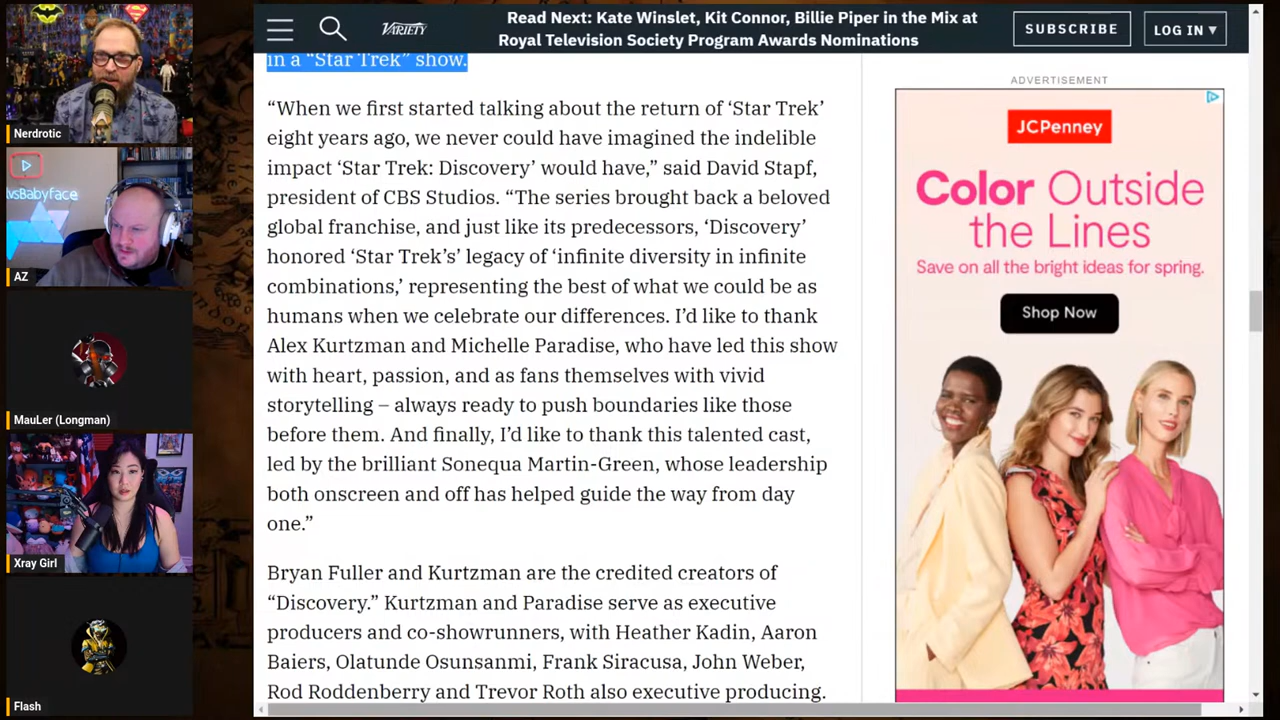 Read Next: Kate Winslet, Kit Connor, Billie Piper in the Mix at
Royal Television Society Program Awards Nominations
VARIETY
SUBSCRIBE
LOG IN ▾
in a “Star Trek” show.
“When we first started talking about the return of ‘Star Trek’
eight years ago, we never could have imagined the indelible
impact ‘Star Trek: Discovery’ would have,” said David Stapf,
president of CBS Studios. “The series brought back a beloved
global franchise, and just like its predecessors, ‘Discovery’
honored ‘Star Trek’s’ legacy of ‘infinite diversity in infinite
combinations,’ representing the best of what we could be as
humans when we celebrate our differences. I’d like to thank
Alex Kurtzman and Michelle Paradise, who have led this show
with heart, passion, and as fans themselves with vivid
storytelling – always ready to push boundaries like those
before them. And finally, I’d like to thank this talented cast,
led by the brilliant Sonequa Martin-Green, whose leadership
both onscreen and off has helped guide the way from day
one.”
Bryan Fuller and Kurtzman are the credited creators of
“Discovery.” Kurtzman and Paradise serve as executive
producers and co-showrunners, with Heather Kadin, Aaron
Baiers, Olatunde Osunsanmi, Frank Siracusa, John Weber,
Rod Roddenberry and Trevor Roth also executive producing.
ADVERTISEMENT
JCPenney
Color Outside
the Lines
Save on all the bright ideas for spring.
Shop Now
Nerdrotic
vsBabyface
AZ
MauLer (Longman)
Xray Girl
Flash